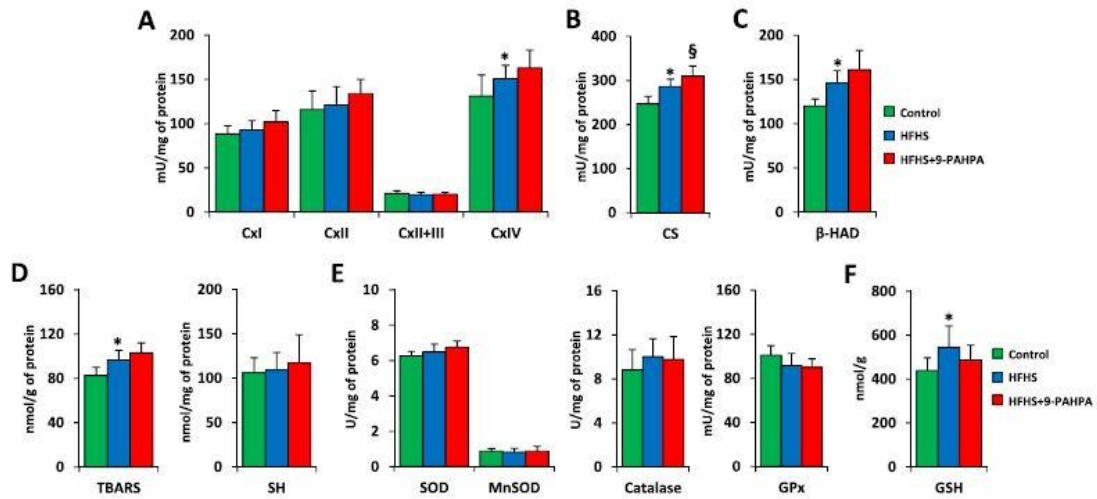 A
mU/mg of protein
200
150
100
50
0
CxI
CxII
CxII+III
CxIV
*
B
mU/mg of protein
400
300
200
100
0
*
§
CS
C
mU/mg of protein
200
150
100
50
0
*
β-HAD
Control
HFHS
HFHS+9-PAHPA
D
nmol/g of protein
160
120
80
40
0
*
TBARS
nmol/mg of protein
200
150
100
50
0
SH
E
U/mg of protein
10
8
6
4
2
0
SOD
MnSOD
U/mg of protein
16
12
8
4
0
Catalase
mU/mg of protein
160
120
80
40
0
GPx
F
nmol/g
800
600
400
200
0
*
GSH
Control
HFHS
HFHS+9-PAHPA